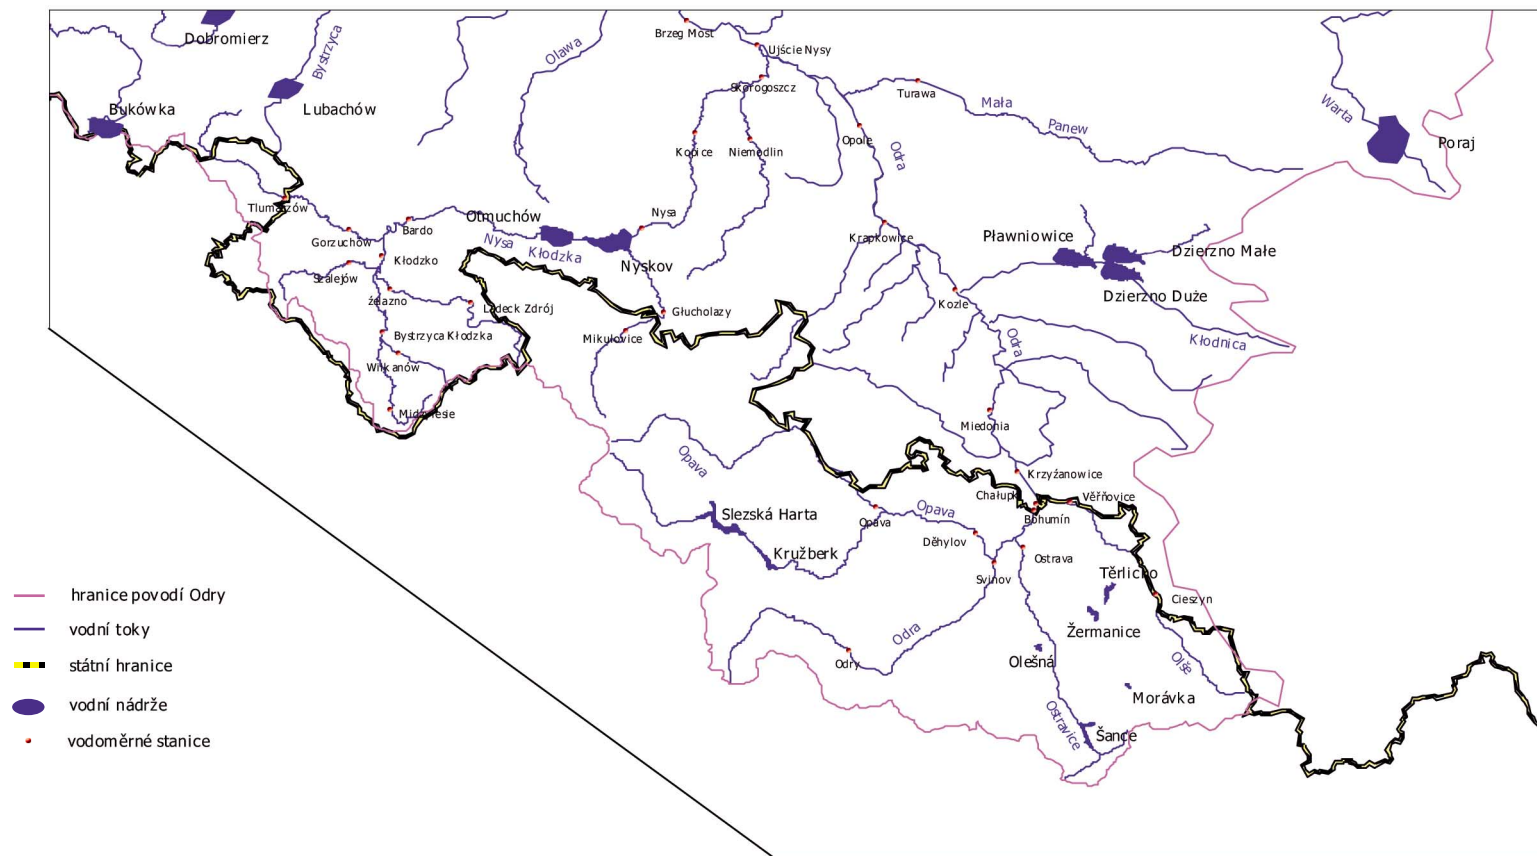 Brzeg Most
Dobromierz
Bystrzyca
Olawa
Ujście Nysy
Skorogoszcz
Turawa
Mała
Panew
Warta
Bukówka
Lubachów
Kopice
Niemodlin
Opole
Odra
Poraj
Tlumaczów
Otmuchów
Nysa
Bardo
Gorzuchów
Nysa
Kłodzka
Krapkowice
Pławniowice
Dzierzno Małe
Kłodzko
Szalejów
Nyskov
Dzierzno Duże
żelazno
Lądeck Zdrój
Głucholazy
Kozle
Bystrzyca Kłodzka
Mikulovice
Odra
Kłodnica
Wilkanów
Międzylesie
Miedonia
Opava
Krzyźanowice
Chałupki
Věřňovice
Slezská Harta
Opava
Opava
Bohumín
Děhylov
Kružberk
Ostrava
Svinov
Těrlicko
Cieszyn
hranice povodí Odry
vodní toky
Žermanice
Odra
Odry
Olešná
Olše
státní hranice
Morávka
vodní nádrže
Ostravice
Šance
vodoměrné stanice